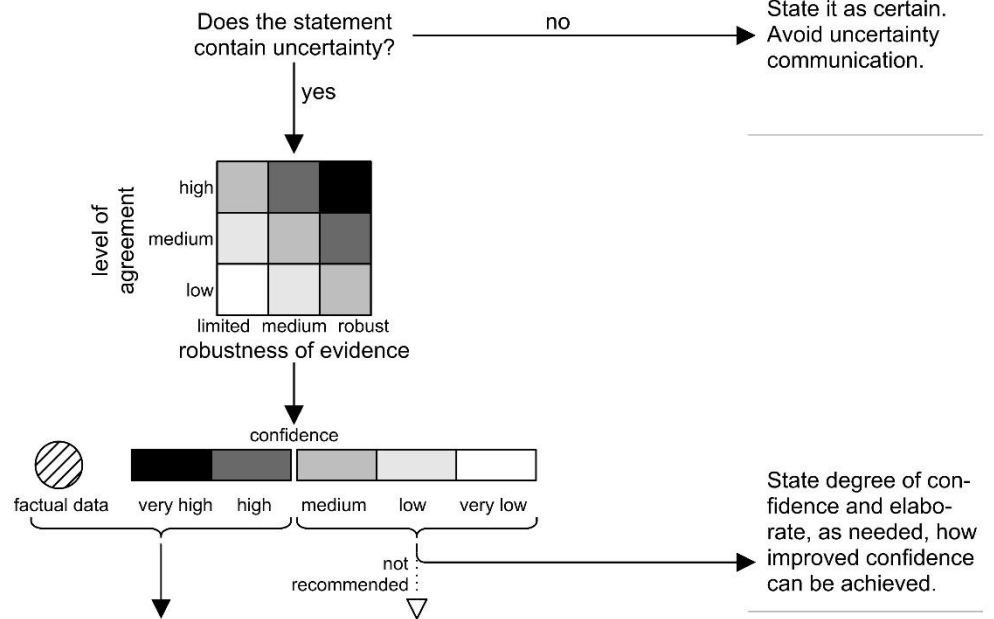 Does the statement
contain uncertainty?
no
State it as certain.
Avoid uncertainty
communication.
yes
level of
agreement
high
medium
low
limited medium robust
robustness of evidence
confidence
factual data
very high
high
medium
low
very low
not
recommended
State degree of con-
fidence and elabo-
rate, as needed, how
improved confidence
can be achieved.